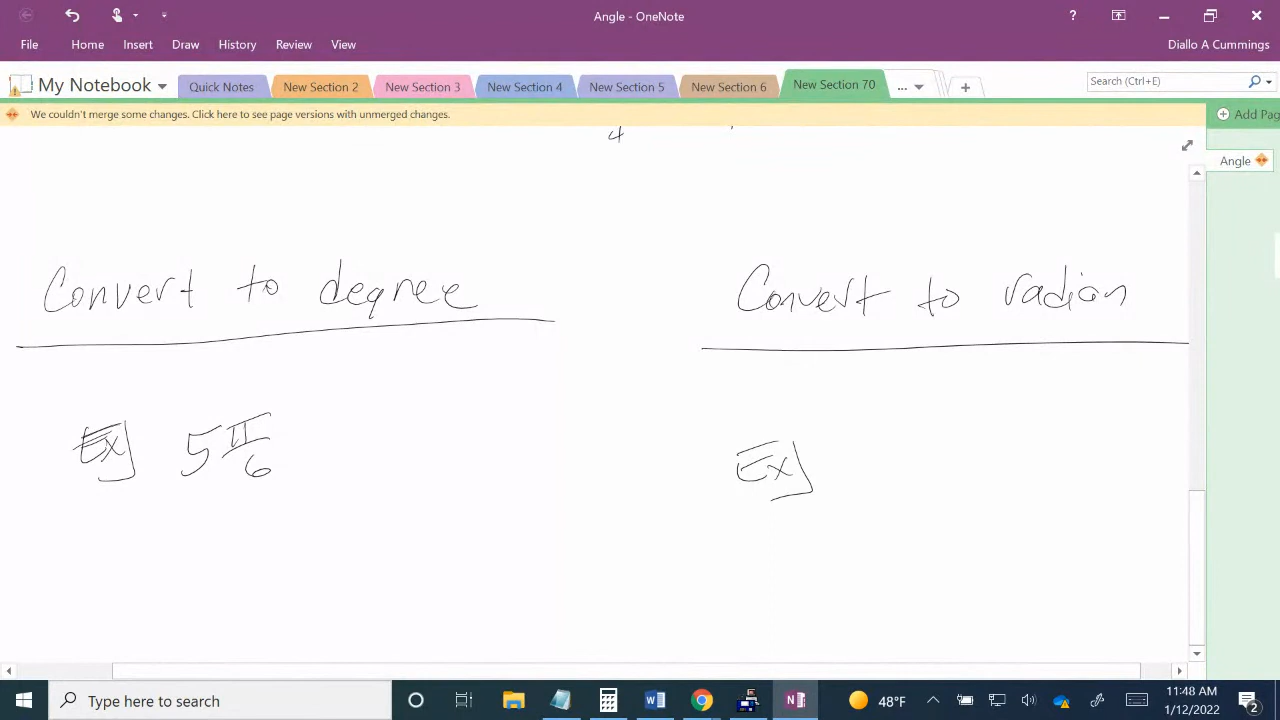 Angle - OneNote
?
File Home Insert Draw History Review View
Diallo A Cummings
My Notebook
Quick Notes
New Section 2
New Section 3
New Section 4
New Section 5
New Section 6
New Section 70
...
Search (Ctrl+E)
We couldn't merge some changes. Click here to see page versions with unmerged changes.
Add Pag
4
Angle
Convert to degree
Convert to radian
Ex] 5π/6
Ex]
Type here to search
48°F
11:48 AM
1/12/2022
2